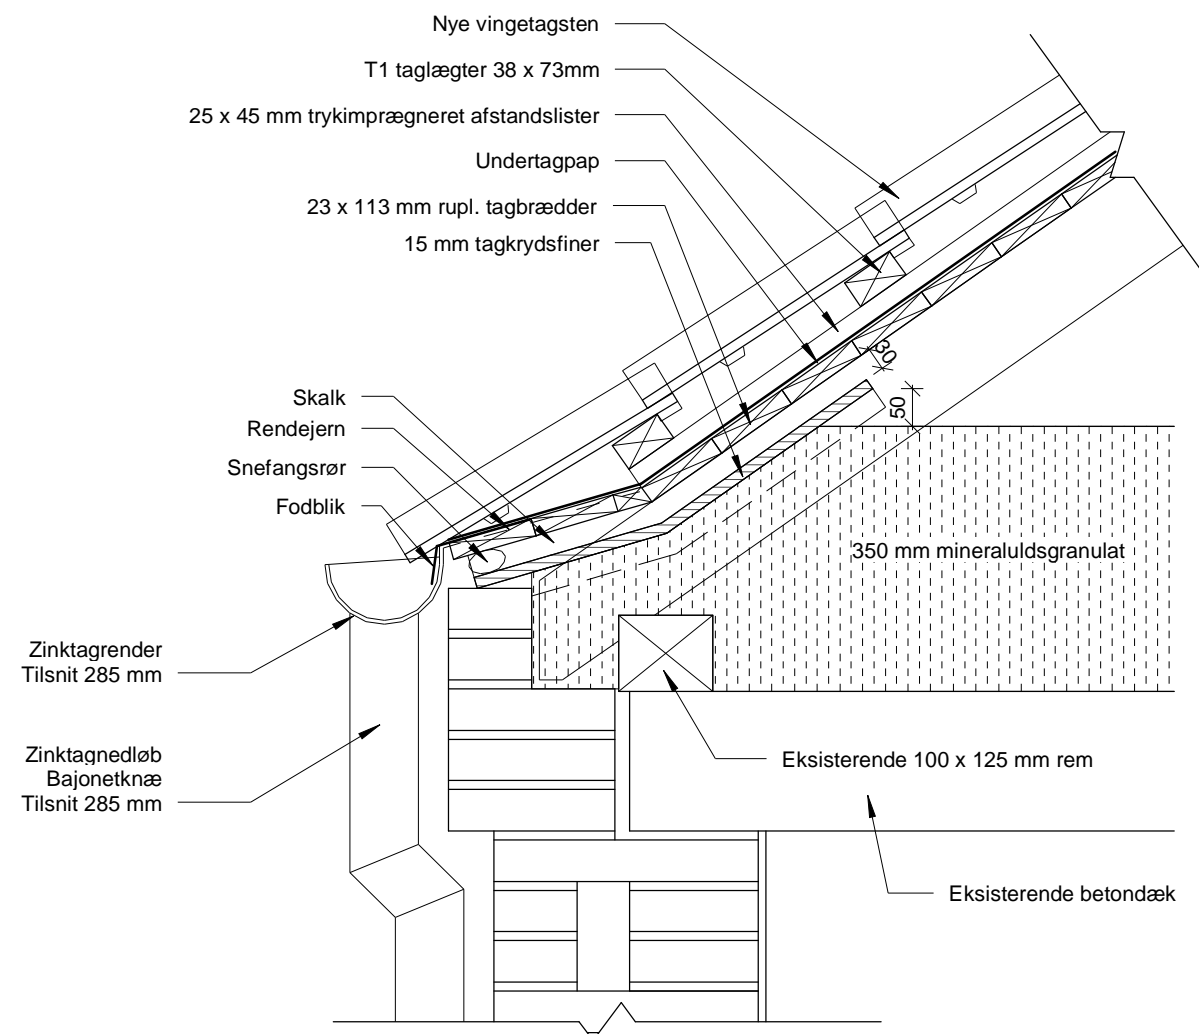 Nye vingetagsten
T1 taglægter 38 x 73mm
25 x 45 mm trykimprægneret afstandslister
Undertagpap
23 x 113 mm rupl. tagbrædder
15 mm tagkrydsfiner
30
50
Skalk
Rendejern
Snefangsrør
Fodblik
350 mm mineraluldsgranulat
Zinktagrender
Tilsnit 285 mm
Zinktagnedløb
Bajonetknæ
Tilsnit 285 mm
Eksisterende 100 x 125 mm rem
Eksisterende betondæk